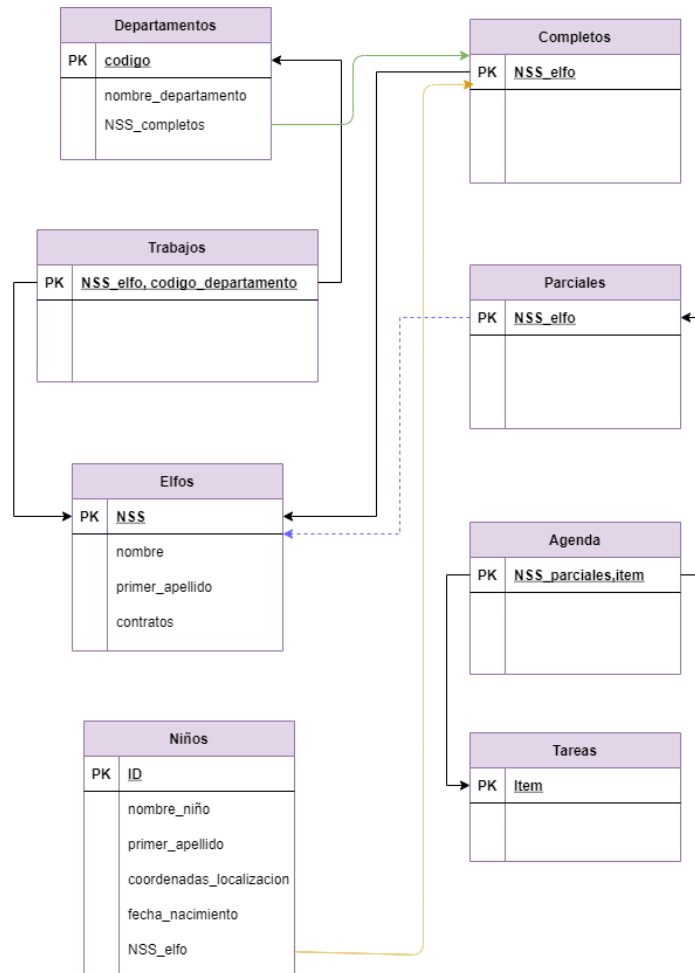 Departamentos
PK codigo
nombre_departamento
NSS_completos
Completos
PK NSS_elfo
Trabajos
PK NSS_elfo, codigo_departamento
Parciales
PK NSS_elfo
Elfos
PK NSS
nombre
primer_apellido
contratos
Agenda
PK NSS_parciales,item
Niños
PK ID
nombre_niño
primer_apellido
coordenadas_localizacion
fecha_nacimiento
NSS_elfo
Tareas
PK Item